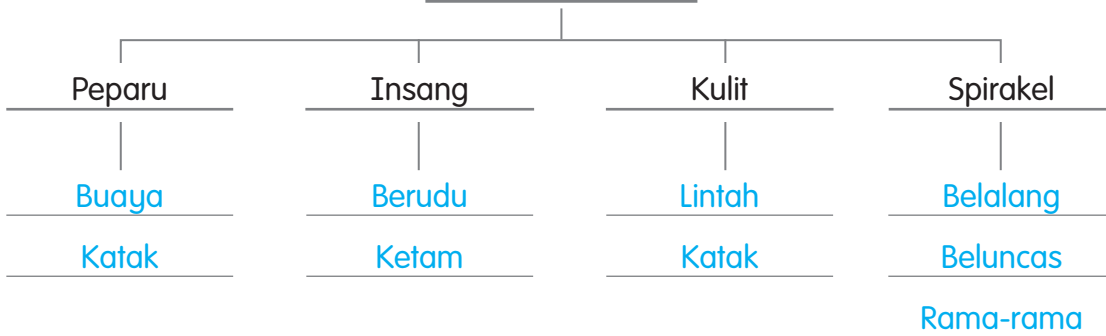 Peparu Insang Kulit Spirakel
Buaya Berudu Lintah Belalang
Katak Ketam Katak Beluncas
Rama-rama